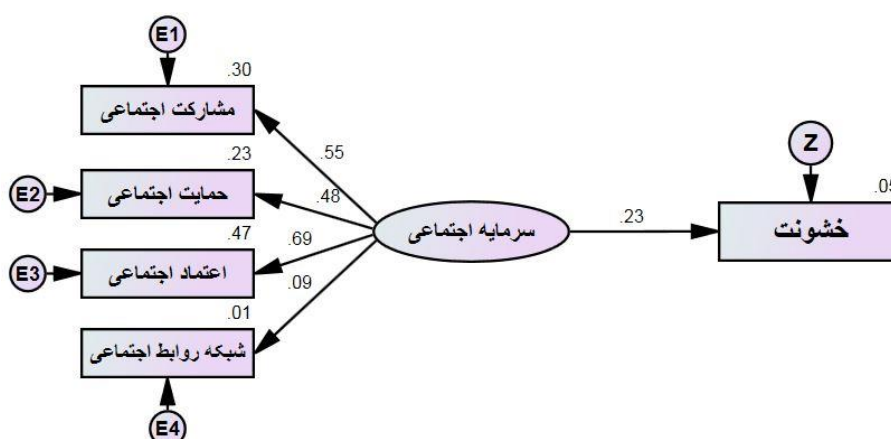 E1
.30
مشارکت اجتماعی
.55
Z
.23
E2
حمایت اجتماعی
.48
.05
سرمایه اجتماعی
.23
خشونت
.47
.69
E3
اعتماد اجتماعی
.09
.01
شبکه روابط اجتماعی
E4